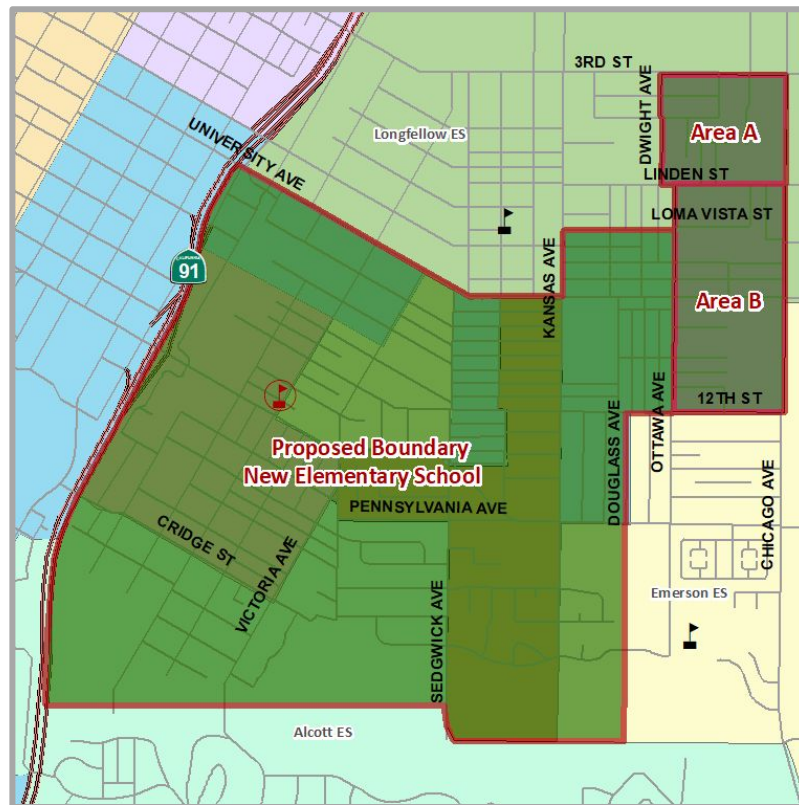 3RD ST
DWIGHT AVE
Area A
UNIVERSITY AVE
Longfellow ES
LINDEN ST
LOMA VISTA ST
91
KANSAS AVE
Area B
12TH ST
OTTAWA AVE
DOUGLASS AVE
Proposed Boundary
New Elementary School
PENNSYLVANIA AVE
CHICAGO AVE
CRIDGE ST
VICTORIA AVE
SEDGWICK AVE
Emerson ES
Alcott ES